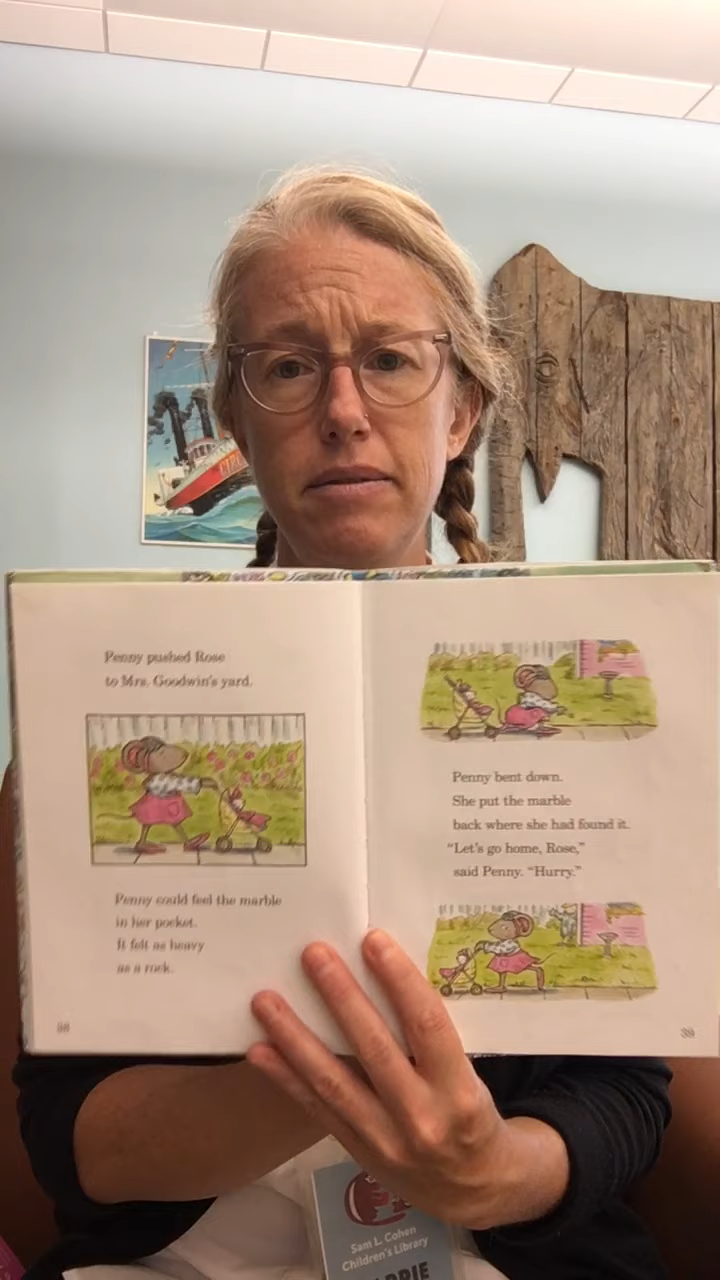 Penny pushed Rose
to Mrs. Goodwin's yard.
Penny could feel the marble
in her pocket.
It felt as heavy
as a rock.
38
Penny bent down.
She put the marble
back where she had found it.
"Let's go home, Rose,"
said Penny. "Hurry."
39
Sam L. Cohen
Children's Library